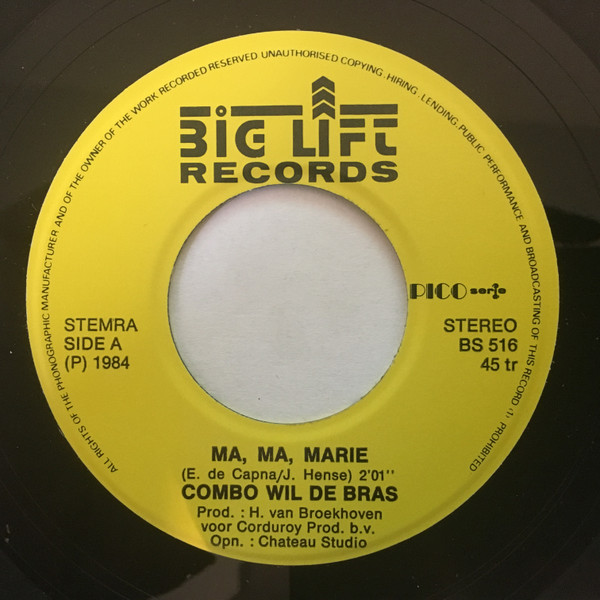 ALL RIGHTS OF THE PHONOGRAPHIC MANUFACTURER AND OF THE OWNER OF THE WORK RECORDED RESERVED UNAUTHORISED COPYING, HIRING, LENDING, PUBLIC PERFORMANCE AND BROADCASTING OF THIS RECORD (1, PROHIBITED
BIG LIFT
RECORDS
PICO serie
STEMRA
SIDE A
(P) 1984
STEREO
BS 516
45 tr
MA, MA, MARIE
(E. de Capna/J. Hense) 2'01''
COMBO WIL DE BRAS
Prod. : H. van Broekhoven
voor Corduroy Prod. b.v.
Opn. : Chateau Studio